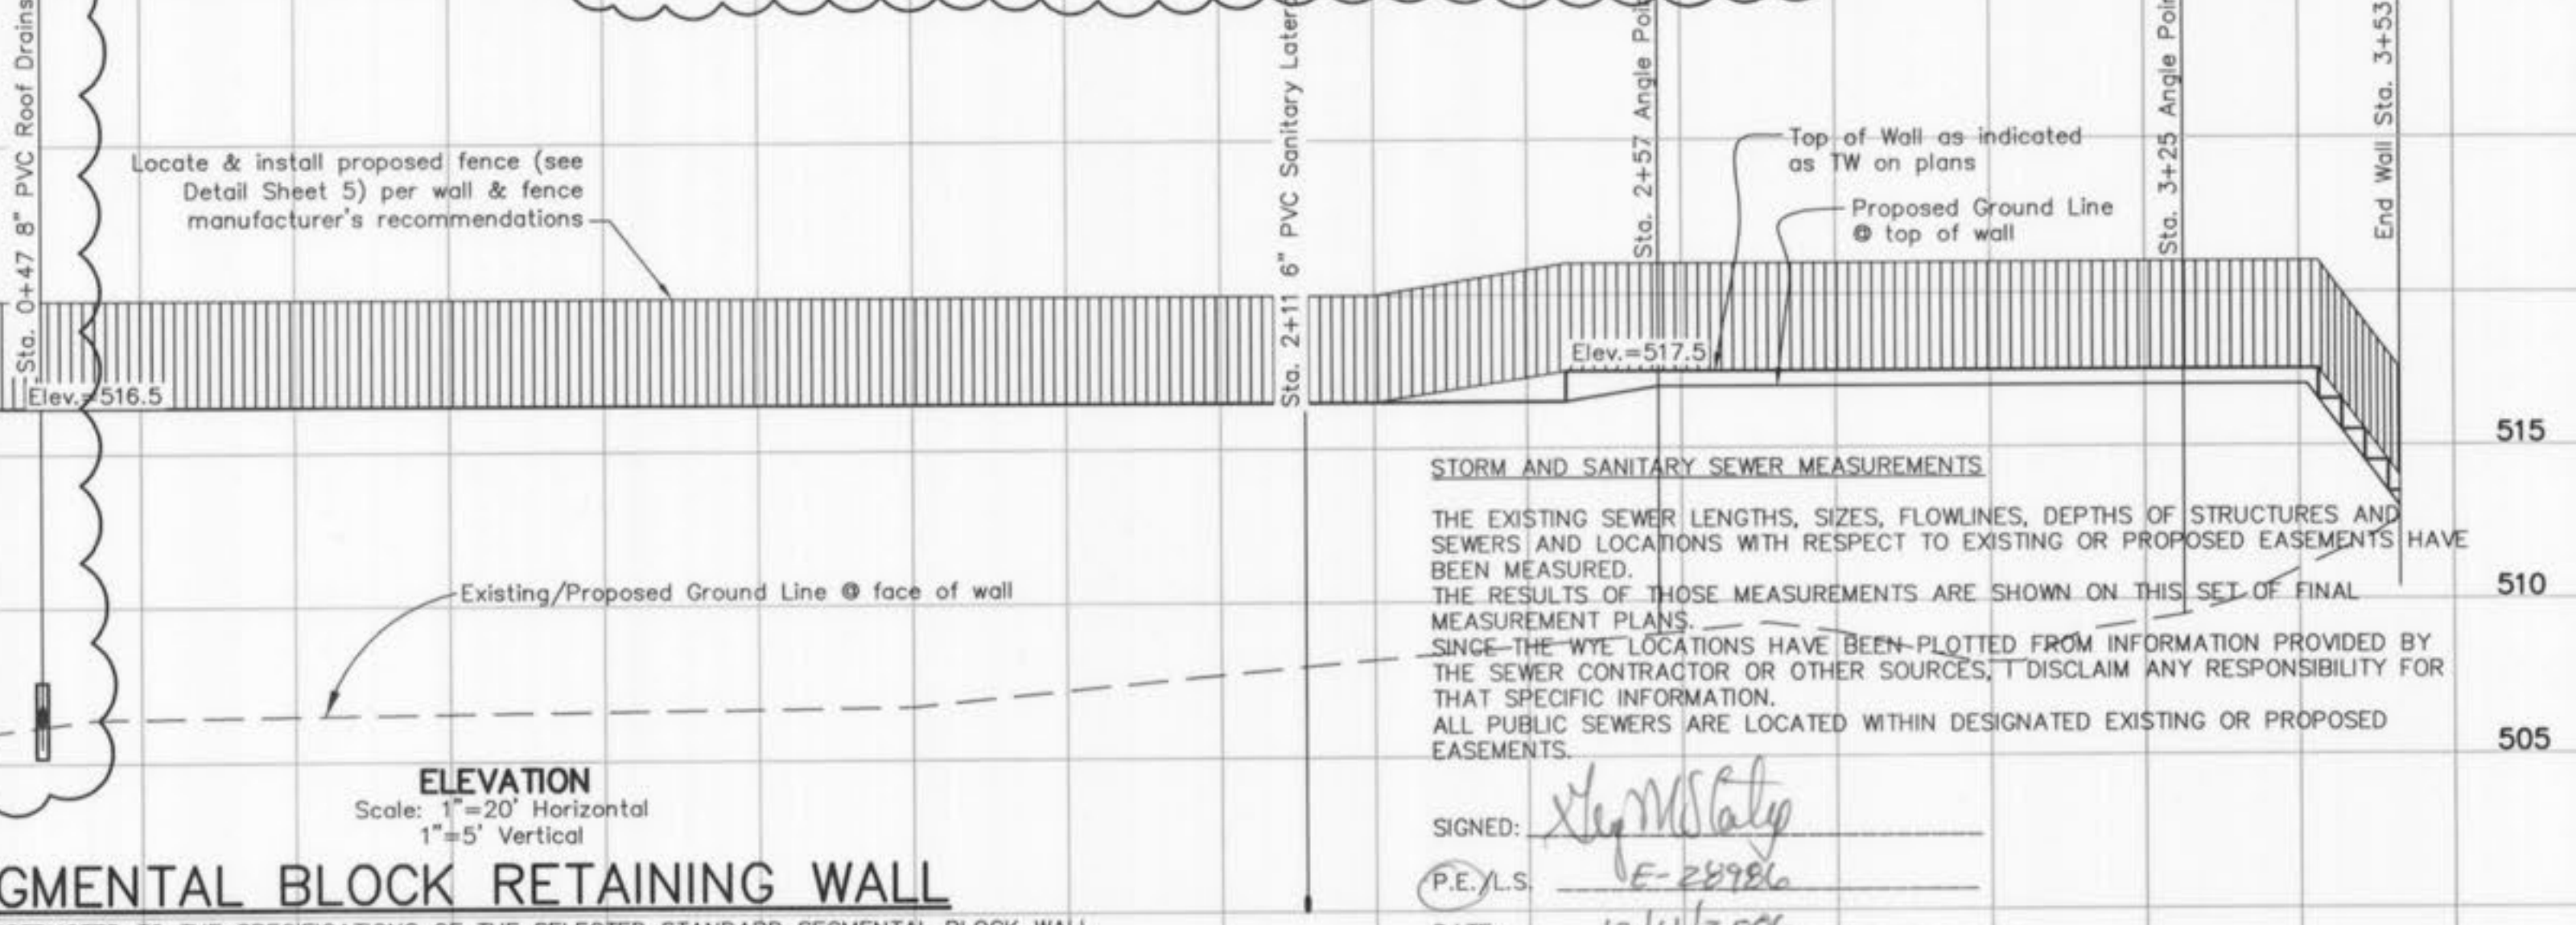 Sta. 0+47 8" PVC Roof Drains
Locate & install proposed fence (see
Detail Sheet 5) per wall & fence
manufacturer's recommendations
Sta. 2+11 6" PVC Sanitary Later
Sta. 2+57 Angle Poi
Top of Wall as indicated
as TW on plans
Proposed Ground Line
@ top of wall
Sta. 3+25 Angle Poi
End Wall Sta. 3+53
Elev.=516.5
Elev.=517.5
515
510
505
Existing/Proposed Ground Line @ face of wall
STORM AND SANITARY SEWER MEASUREMENTS
THE EXISTING SEWER LENGTHS, SIZES, FLOWLINES, DEPTHS OF STRUCTURES AND
SEWERS AND LOCATIONS WITH RESPECT TO EXISTING OR PROPOSED EASEMENTS HAVE
BEEN MEASURED.
THE RESULTS OF THOSE MEASUREMENTS ARE SHOWN ON THIS SET OF FINAL
MEASUREMENT PLANS.
SINCE THE WYE LOCATIONS HAVE BEEN PLOTTED FROM INFORMATION PROVIDED BY
THE SEWER CONTRACTOR OR OTHER SOURCES, I DISCLAIM ANY RESPONSIBILITY FOR
THAT SPECIFIC INFORMATION.
ALL PUBLIC SEWERS ARE LOCATED WITHIN DESIGNATED EXISTING OR PROPOSED
EASEMENTS.
SIGNED:
P.E./L.S. E-28986
ELEVATION
Scale: 1"=20' Horizontal
1"=5' Vertical
GMENTAL BLOCK RETAINING WALL